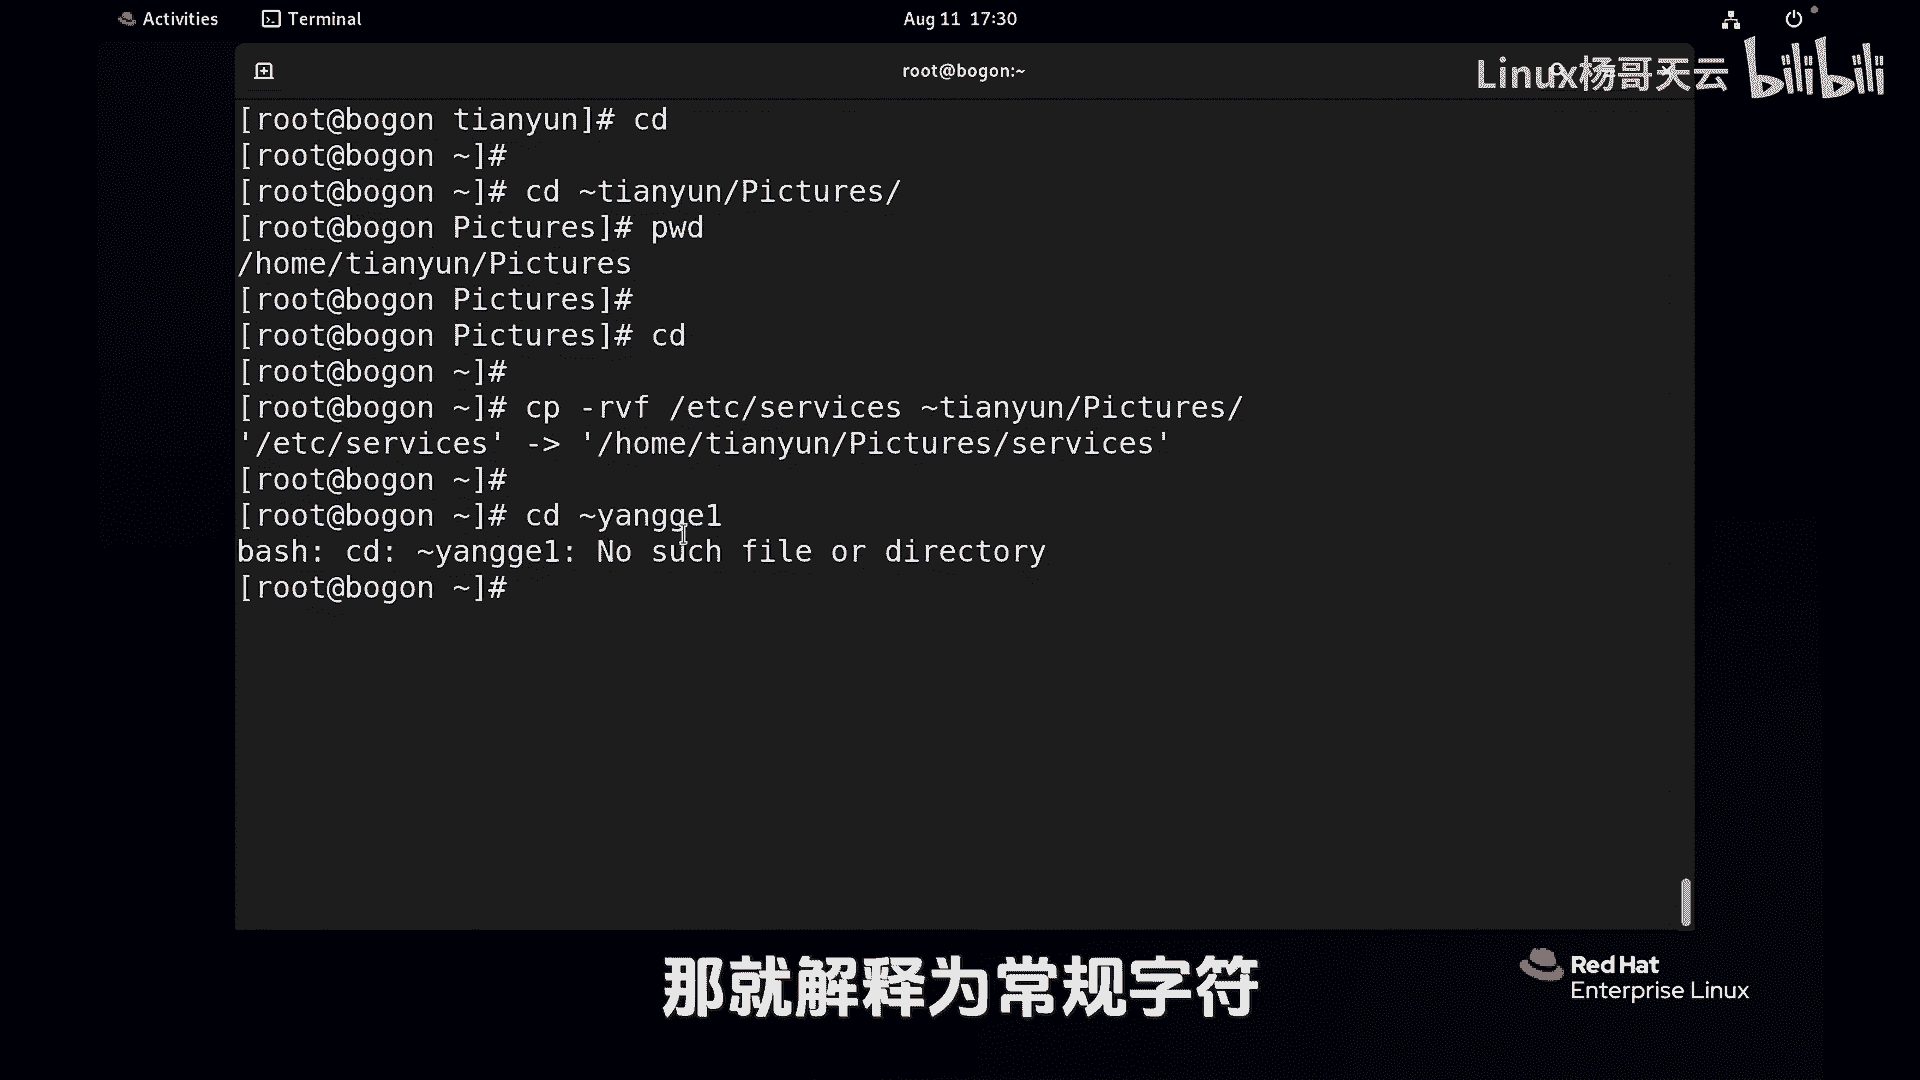 Activities
Terminal
Aug 11 17:30
root@bogon:~
Linux杨哥天云 bilibili
[root@bogon tianyun]# cd
[root@bogon ~]#
[root@bogon ~]# cd ~tianyun/Pictures/
[root@bogon Pictures]# pwd
/home/tianyun/Pictures
[root@bogon Pictures]#
[root@bogon Pictures]# cd
[root@bogon ~]#
[root@bogon ~]# cp -rvf /etc/services ~tianyun/Pictures/
'/etc/services' -> '/home/tianyun/Pictures/services'
[root@bogon ~]#
[root@bogon ~]# cd ~yangge1
bash: cd: ~yangge1: No such file or directory
[root@bogon ~]#
那就解释为常规字符
Red Hat
Enterprise Linux